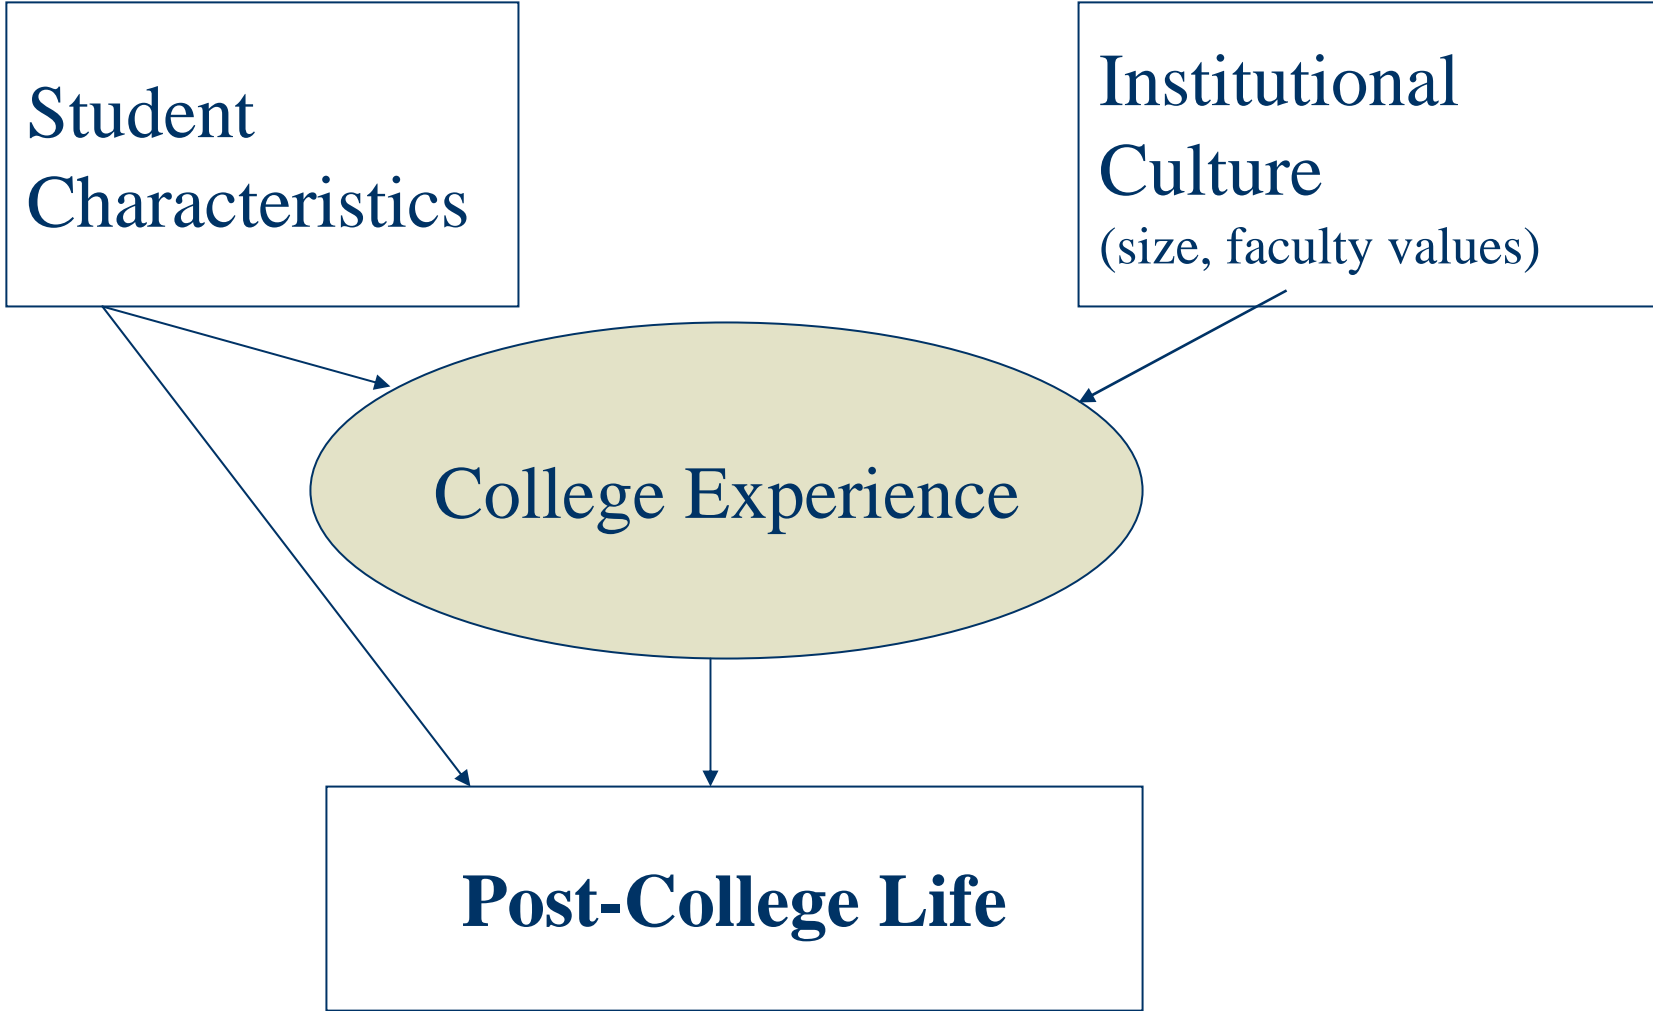 Student
Characteristics
Institutional
Culture
(size, faculty values)
College Experience
Post-College Life